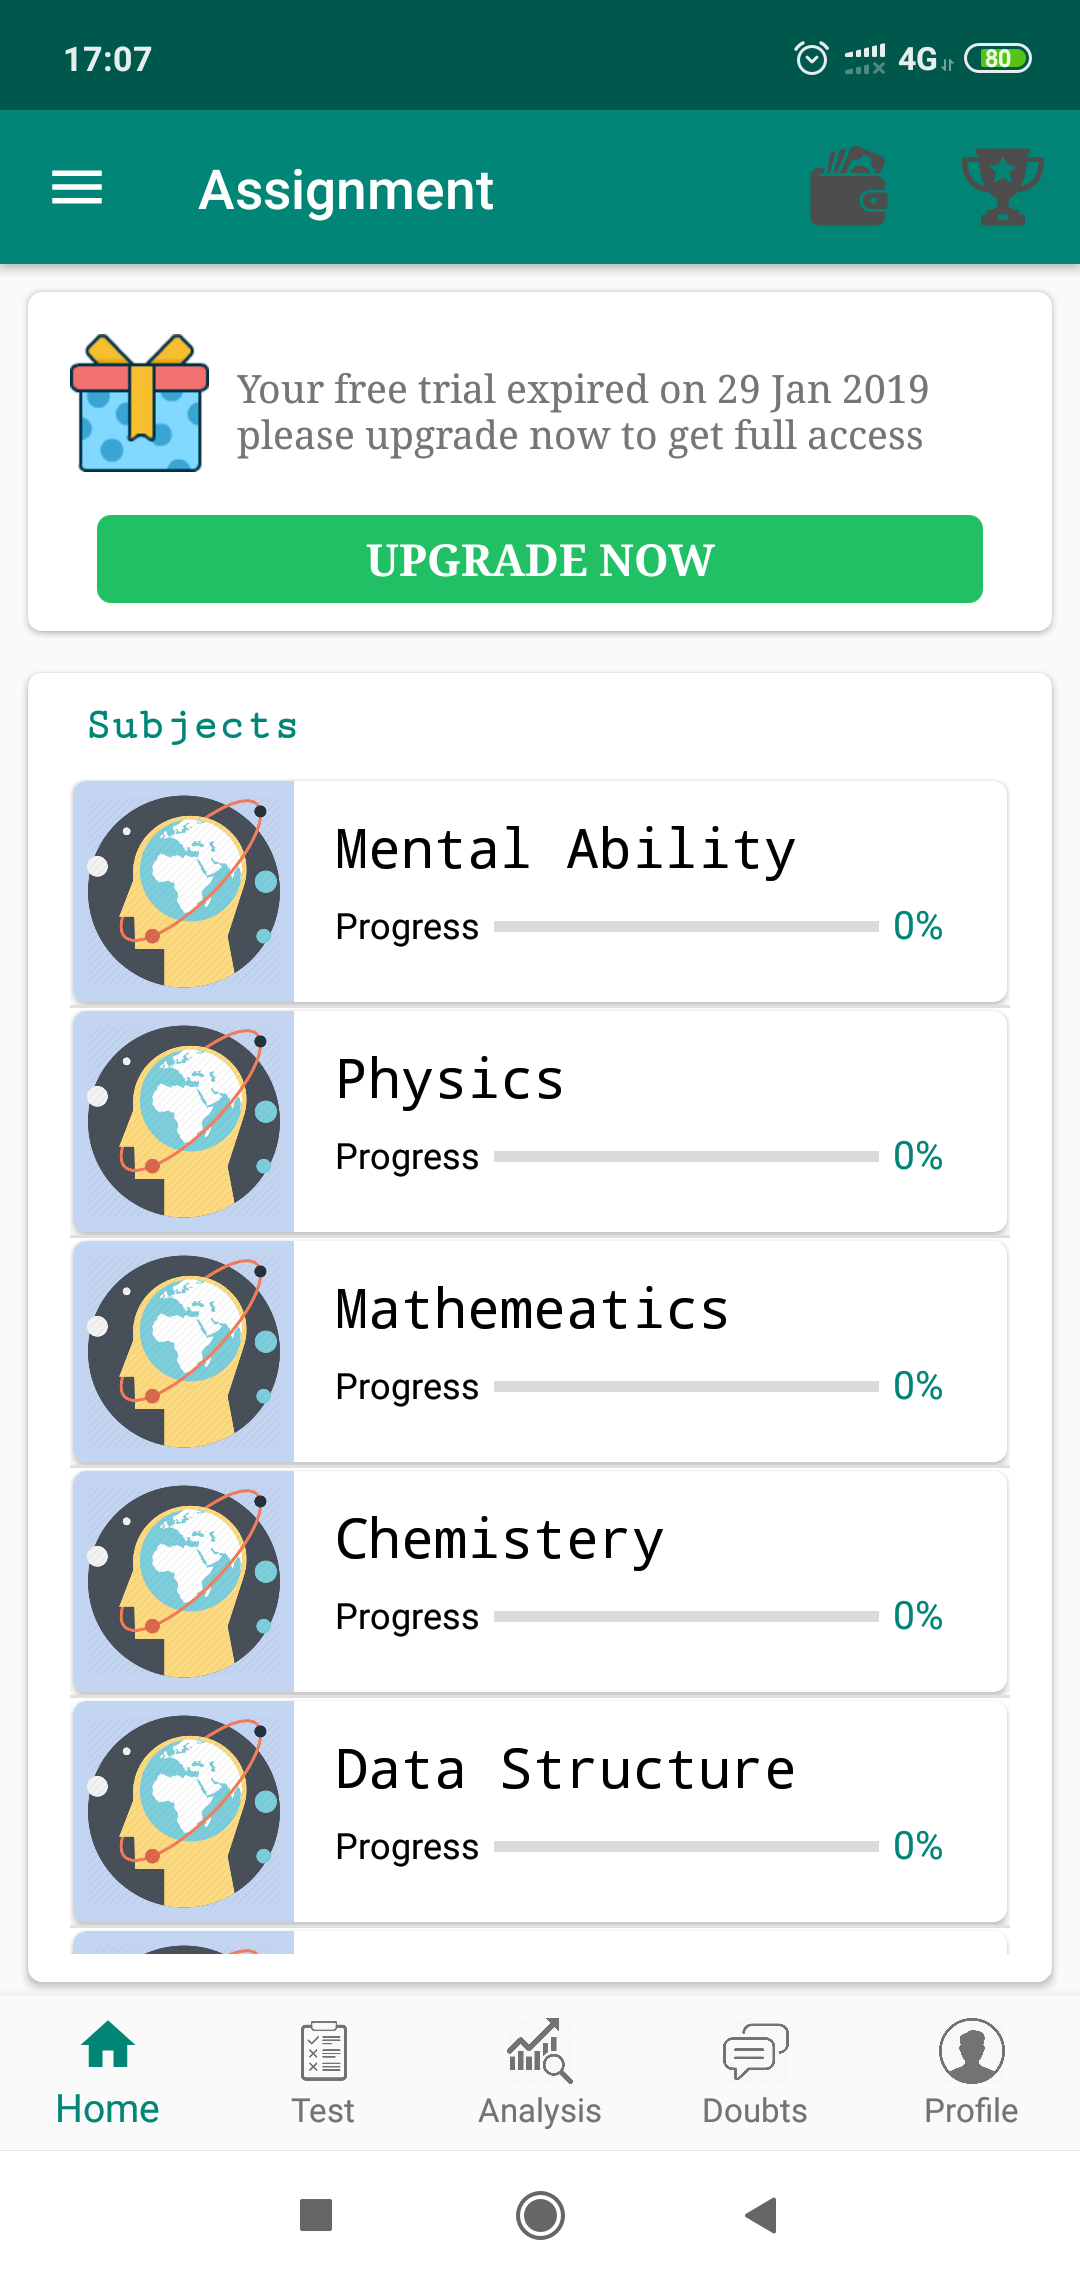 17:07
4G 80
Assignment
Your free trial expired on 29 Jan 2019
please upgrade now to get full access
UPGRADE NOW
Subjects
Mental Ability
Progress 0%
Physics
Progress 0%
Mathemeatics
Progress 0%
Chemistery
Progress 0%
Data Structure
Progress 0%
Home Test Analysis Doubts Profile